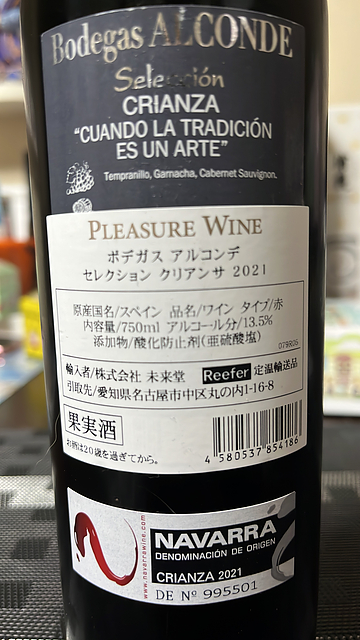 Bodegas ALCONDE
Selección
CRIANZA
"CUANDO LA TRADICIÓN
ES UN ARTE"
Tempranillo, Garnacha, Cabernet Sauvignon.
PLEASURE WINE
ボデガス アルコンデ
セレクション クリアンサ 2021
原産国名/スペイン 品名/ワイン タイプ/赤
内容量/750ml アルコール分/13.5%
添加物/酸化防止剤(亜硫酸塩)
079R05
輸入者/株式会社 未来堂 Reefer 定温輸送品
引取先/愛知県名古屋市中区丸の内1-16-8
果実酒
お酒は20歳を過ぎてから。
4 580537 854186
www.navarrawine.com
NAVARRA
DENOMINACIÓN DE ORIGEN
CRIANZA 2021
DE Nº 995501